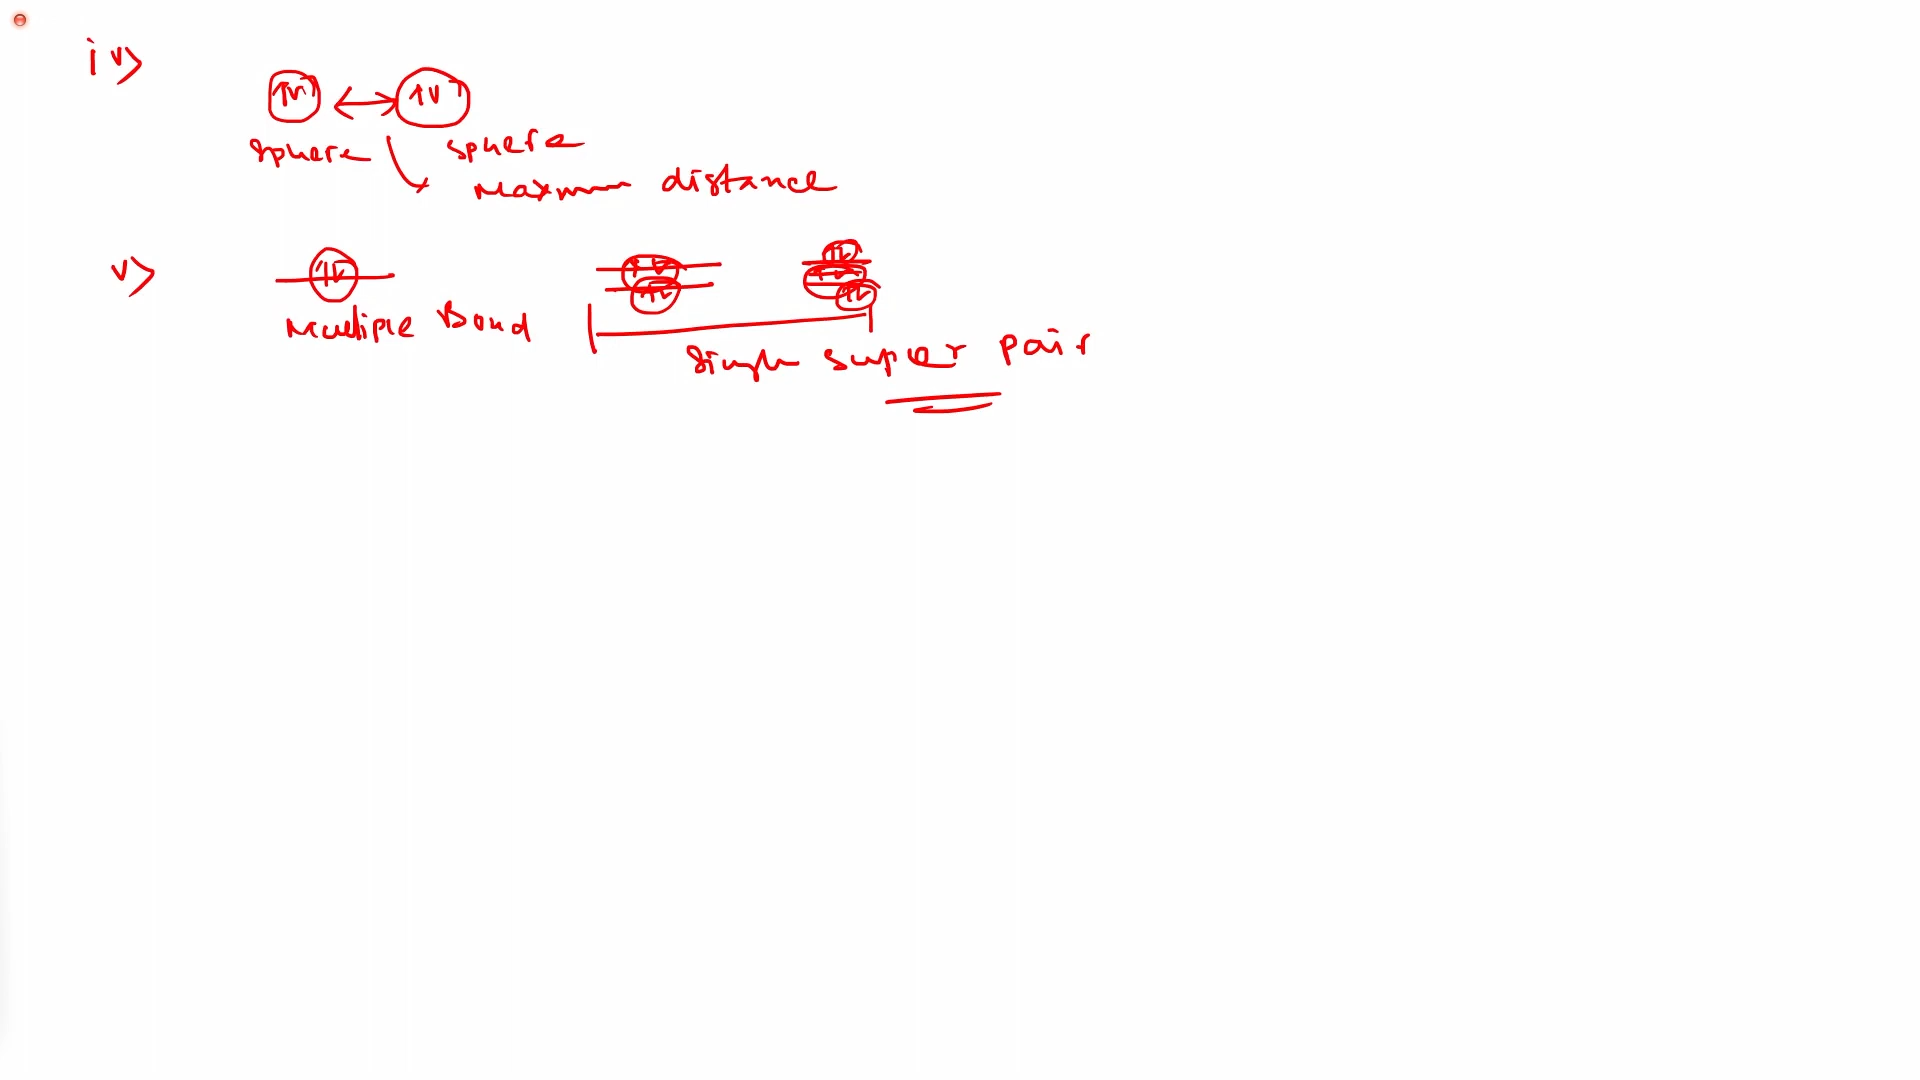 iv)
sphere sphere
maximum distance
v)
Multiple Bond
single super pair